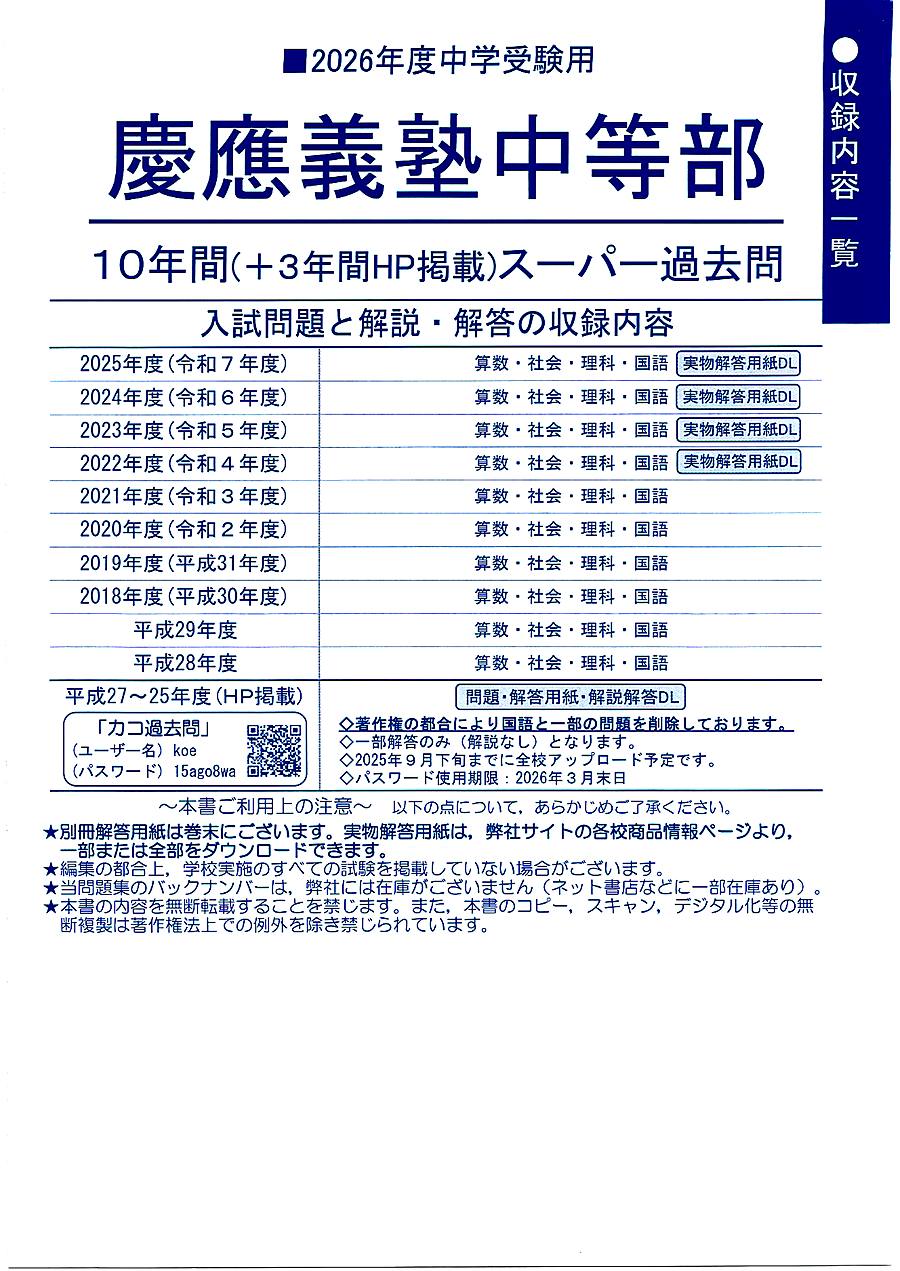 ■2026年度中学受験用
●収録内容一覧
慶應義塾中等部
10年間(＋3年間HP掲載)スーパー過去問
入試問題と解説・解答の収録内容
2025年度(令和7年度) 算数・社会・理科・国語 実物解答用紙DL
2024年度(令和6年度) 算数・社会・理科・国語 実物解答用紙DL
2023年度(令和5年度) 算数・社会・理科・国語 実物解答用紙DL
2022年度(令和4年度) 算数・社会・理科・国語 実物解答用紙DL
2021年度(令和3年度) 算数・社会・理科・国語
2020年度(令和2年度) 算数・社会・理科・国語
2019年度(平成31年度) 算数・社会・理科・国語
2018年度(平成30年度) 算数・社会・理科・国語
平成29年度 算数・社会・理科・国語
平成28年度 算数・社会・理科・国語
平成27〜25年度(HP掲載) 問題・解答用紙・解説解答DL
「カコ過去問」
(ユーザー名) koe
(パスワード) 15ago8wa
◇著作権の都合により国語と一部の問題を削除しております。
◇一部解答のみ（解説なし）となります。
◇2025年9月下旬までに全校アップロード予定です。
◇パスワード使用期限：2026年3月末日
〜本書ご利用上の注意〜 以下の点について，あらかじめご了承ください。
★別冊解答用紙は巻末にございます。実物解答用紙は，弊社サイトの各校商品情報ページより，
一部または全部をダウンロードできます。
★編集の都合上，学校実施のすべての試験を掲載していない場合がございます。
★当問題集のバックナンバーは，弊社には在庫がございません（ネット書店などに一部在庫あり）。
★本書の内容を無断転載することを禁じます。また，本書のコピー，スキャン，デジタル化等の無
断複製は著作権法上での例外を除き禁じられています。